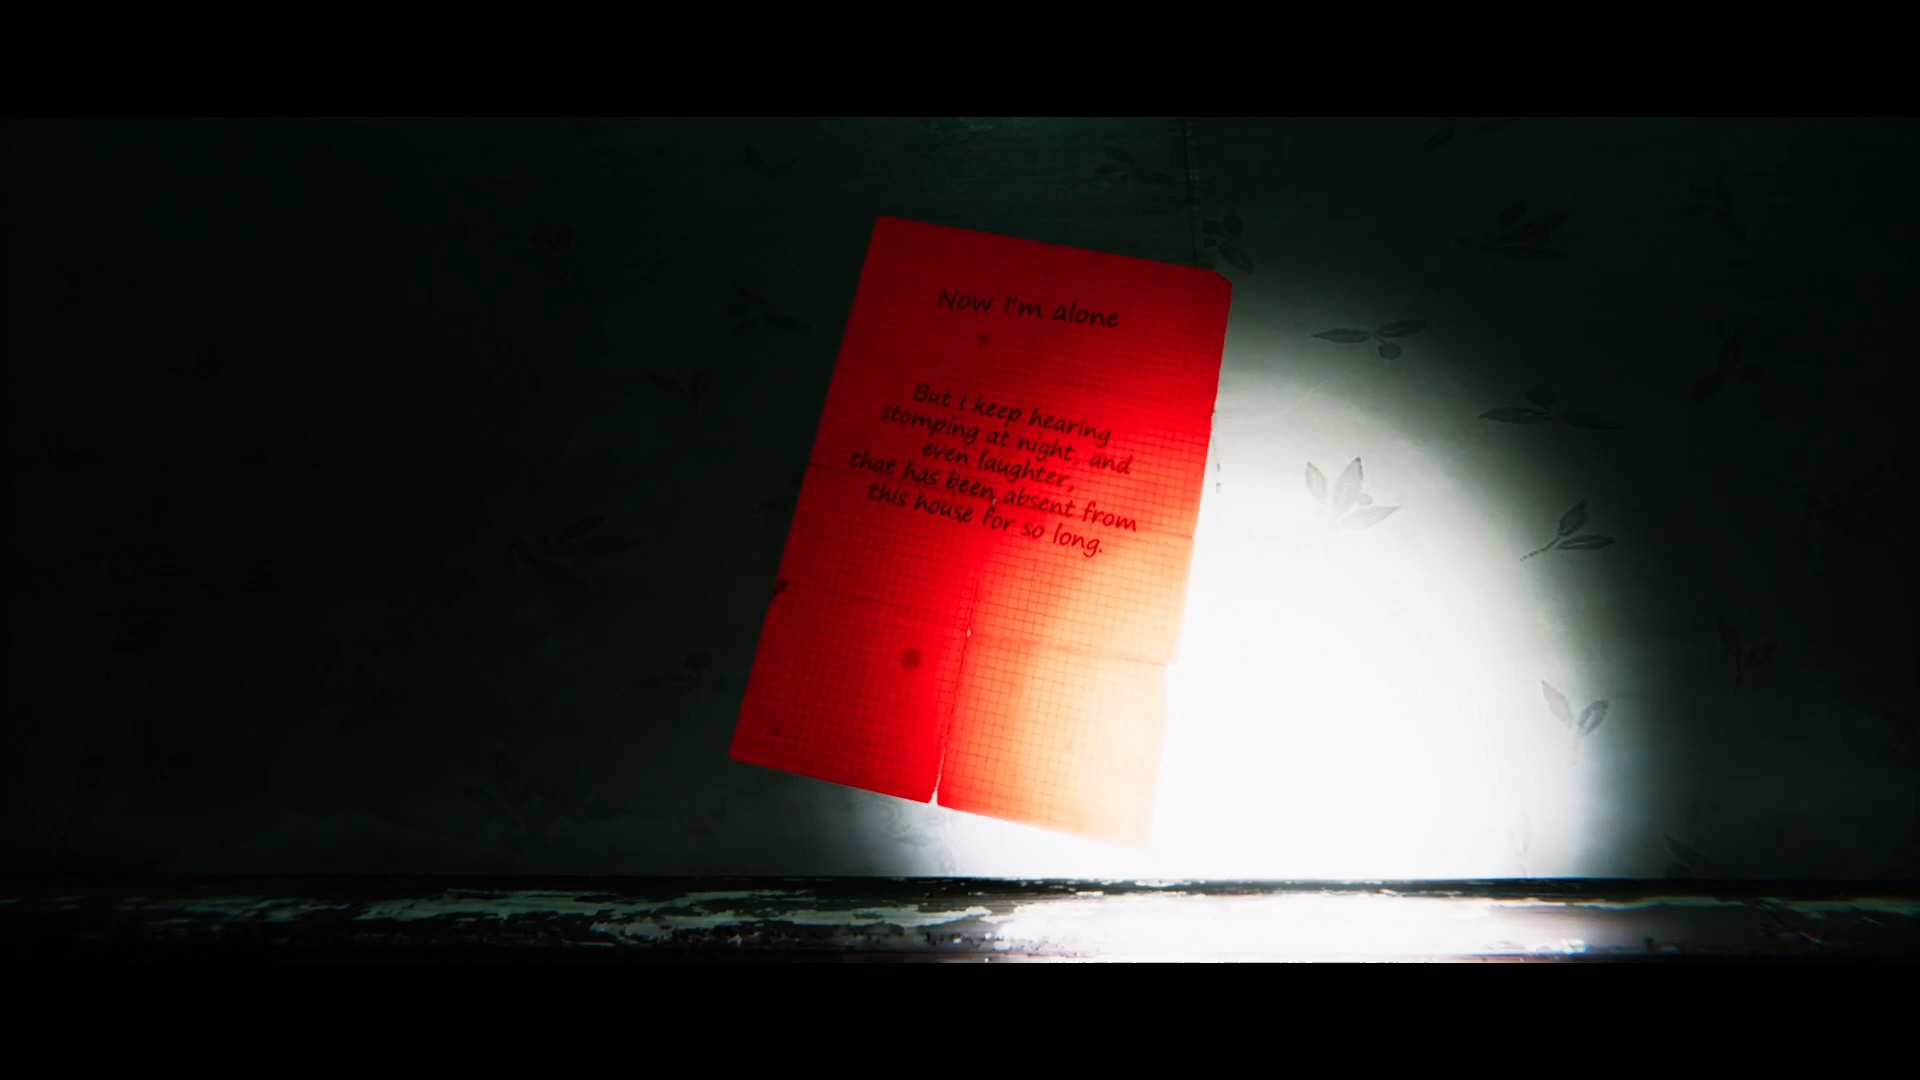 Now I'm alone
But I keep hearing
stomping at night, and
even laughter,
that has been absent from
this house for so long.